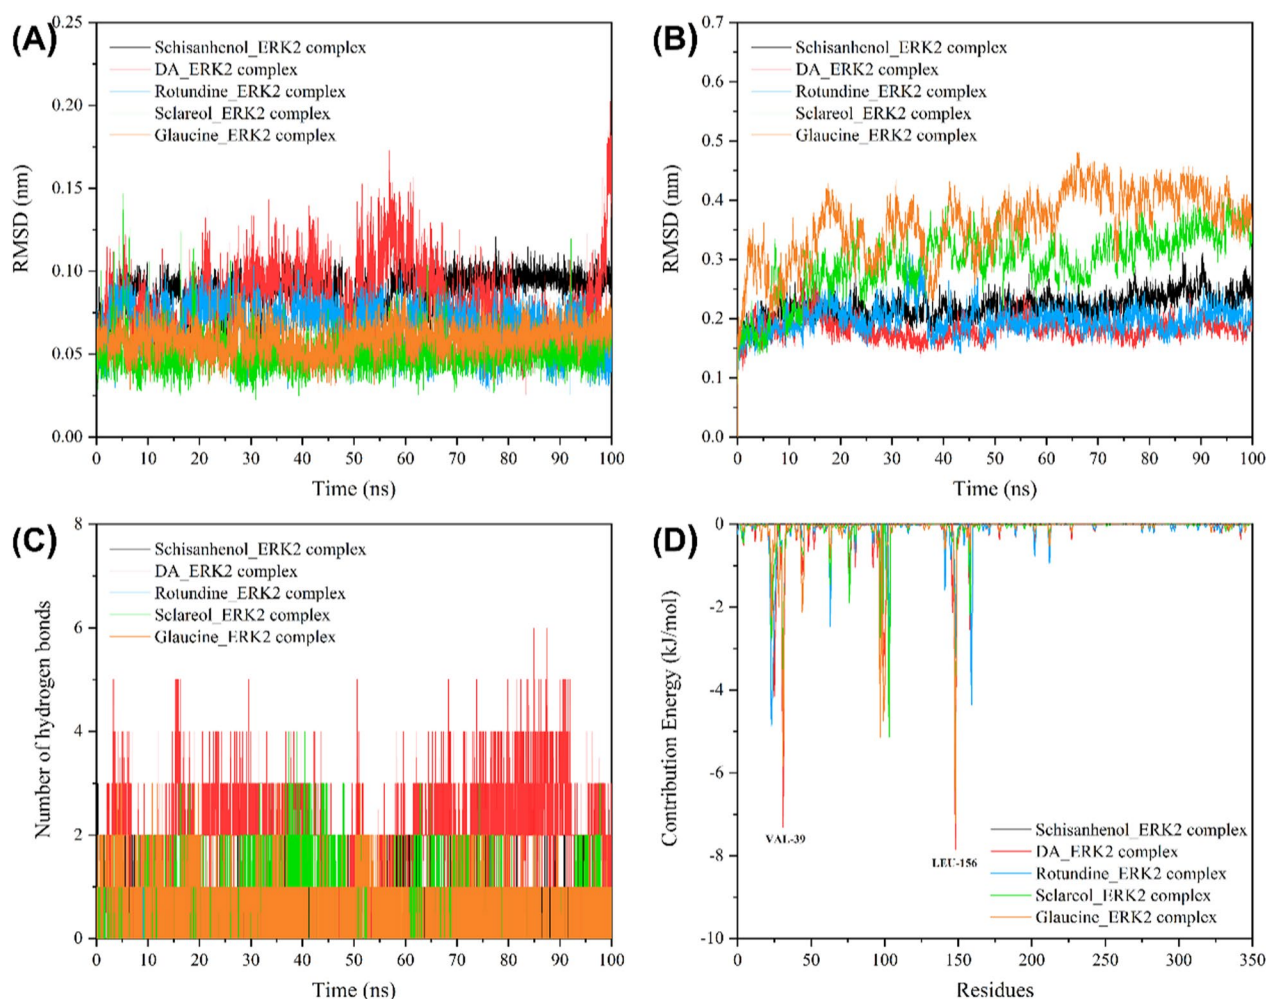 (A)
0.25
0.20
0.15
0.10
0.05
0.00
RMSD (nm)
Schisanhenol_ERK2 complex
DA_ERK2 complex
Rotundine_ERK2 complex
Sclareol_ERK2 complex
Glaucine_ERK2 complex
0 10 20 30 40 50 60 70 80 90 100
Time (ns)
(B)
0.7
0.6
0.5
0.4
0.3
0.2
0.1
0.0
RMSD (nm)
Schisanhenol_ERK2 complex
DA_ERK2 complex
Rotundine_ERK2 complex
Sclareol_ERK2 complex
Glaucine_ERK2 complex
0 10 20 30 40 50 60 70 80 90 100
Time (ns)
(C)
8
6
4
2
0
Number of hydrogen bonds
Schisanhenol_ERK2 complex
DA_ERK2 complex
Rotundine_ERK2 complex
Sclareol_ERK2 complex
Glaucine_ERK2 complex
0 10 20 30 40 50 60 70 80 90 100
Time (ns)
(D)
0
-2
-4
-6
-8
-10
Contribution Energy (kJ/mol)
VAL-39
LEU-156
Schisanhenol_ERK2 complex
DA_ERK2 complex
Rotundine_ERK2 complex
Sclareol_ERK2 complex
Glaucine_ERK2 complex
0 50 100 150 200 250 300 350
Residues